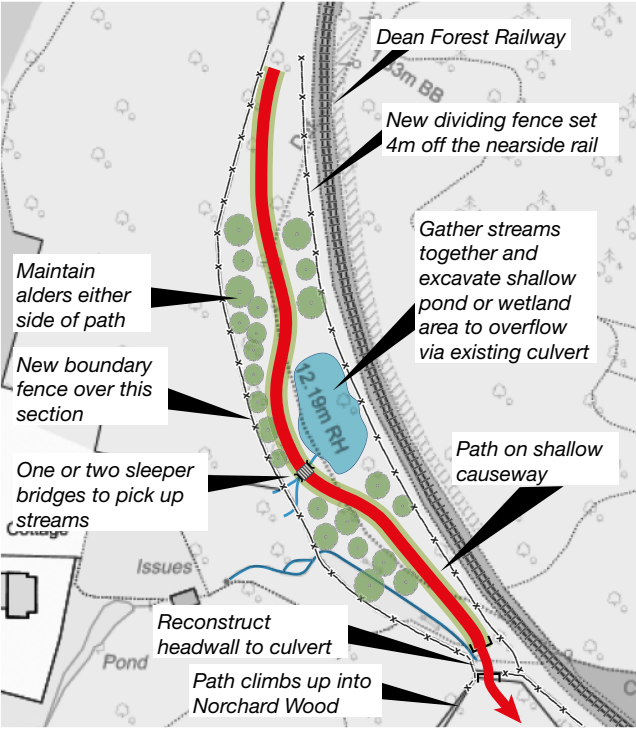 Dean Forest Railway
BB
New dividing fence set
4m off the nearside rail
Gather streams
together and
excavate shallow
pond or wetland
area to overflow
via existing culvert
Maintain
alders either
side of path
New boundary
fence over this
section
12.19m RH
One or two sleeper
bridges to pick up
streams
Path on shallow
causeway
Cottage
Issues
Pond
Reconstruct
headwall to culvert
Path climbs up into
Norchard Wood